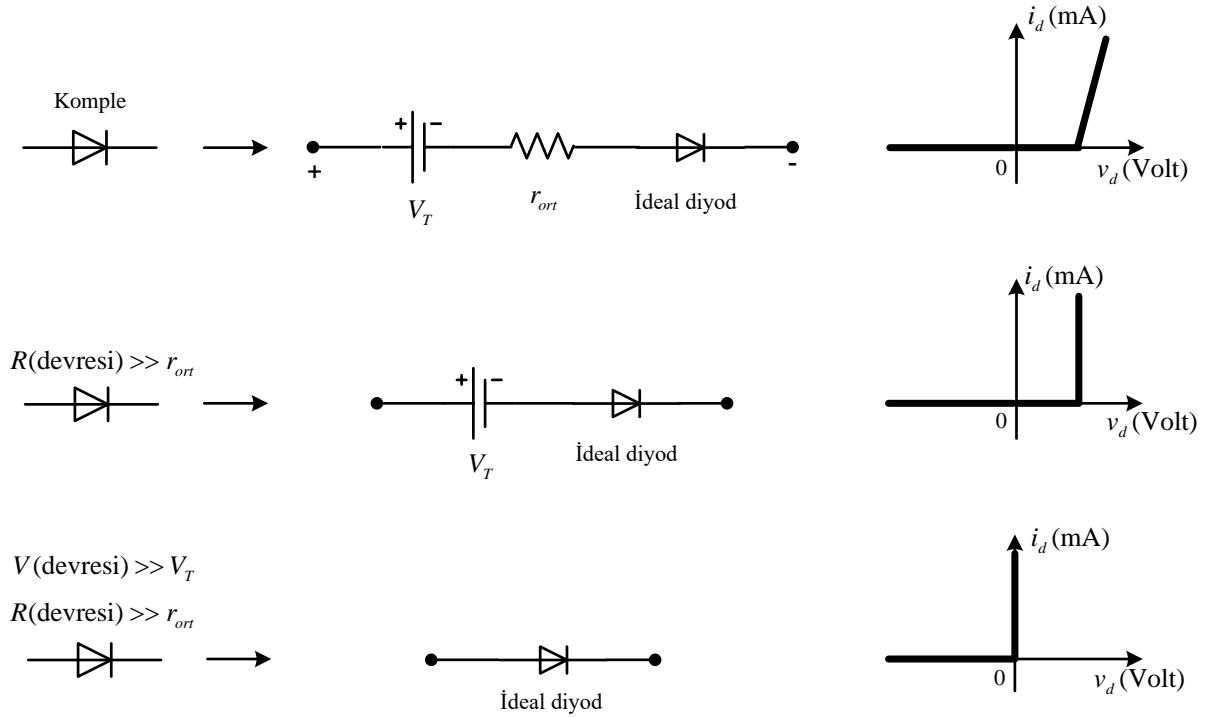 Komple
+ −
+ -
V_T
r_ort
İdeal diyod
i_d (mA)
0
v_d (Volt)
R(devresi) >> r_ort
+ −
V_T
İdeal diyod
i_d (mA)
0
v_d (Volt)
V(devresi) >> V_T
R(devresi) >> r_ort
İdeal diyod
i_d (mA)
0
v_d (Volt)